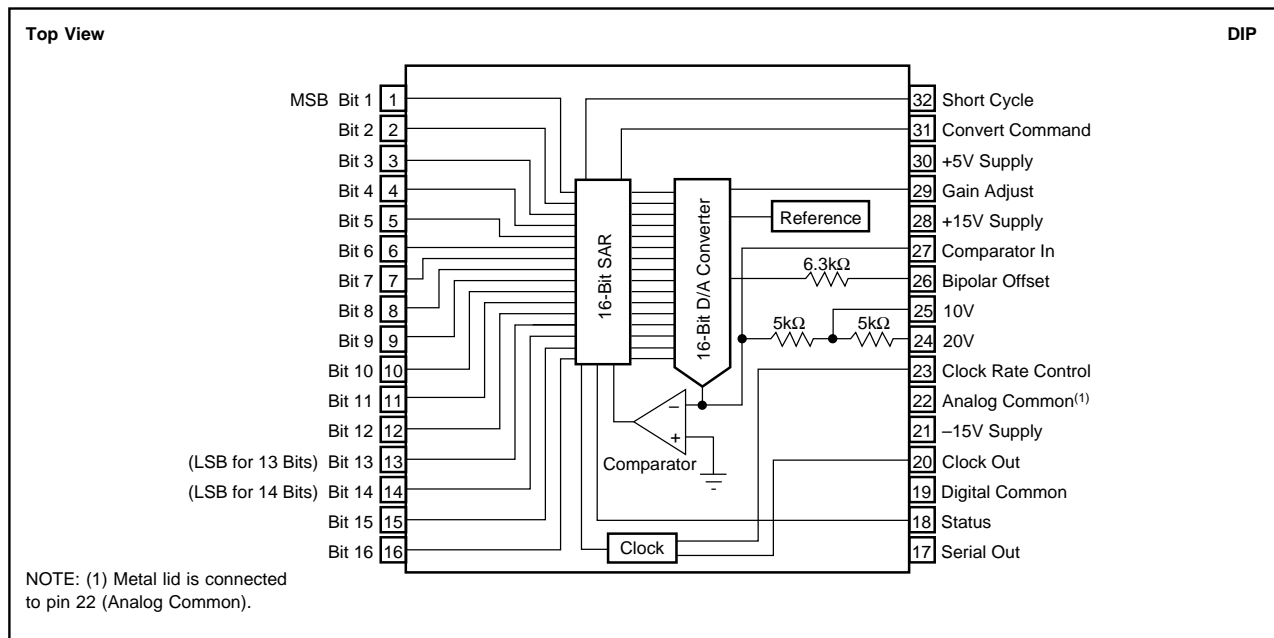 Top View
DIP
MSB Bit 1 1
Bit 2 2
Bit 3 3
Bit 4 4
Bit 5 5
Bit 6 6
Bit 7 7
Bit 8 8
Bit 9 9
Bit 10 10
Bit 11 11
Bit 12 12
(LSB for 13 Bits) Bit 13 13
(LSB for 14 Bits) Bit 14 14
Bit 15 15
Bit 16 16
16-Bit SAR
16-Bit D/A Converter
Reference
6.3kΩ
5kΩ
5kΩ
–
+
Comparator
Clock
32 Short Cycle
31 Convert Command
30 +5V Supply
29 Gain Adjust
28 +15V Supply
27 Comparator In
26 Bipolar Offset
25 10V
24 20V
23 Clock Rate Control
22 Analog Common(1)
21 –15V Supply
20 Clock Out
19 Digital Common
18 Status
17 Serial Out
NOTE: (1) Metal lid is connected
to pin 22 (Analog Common).